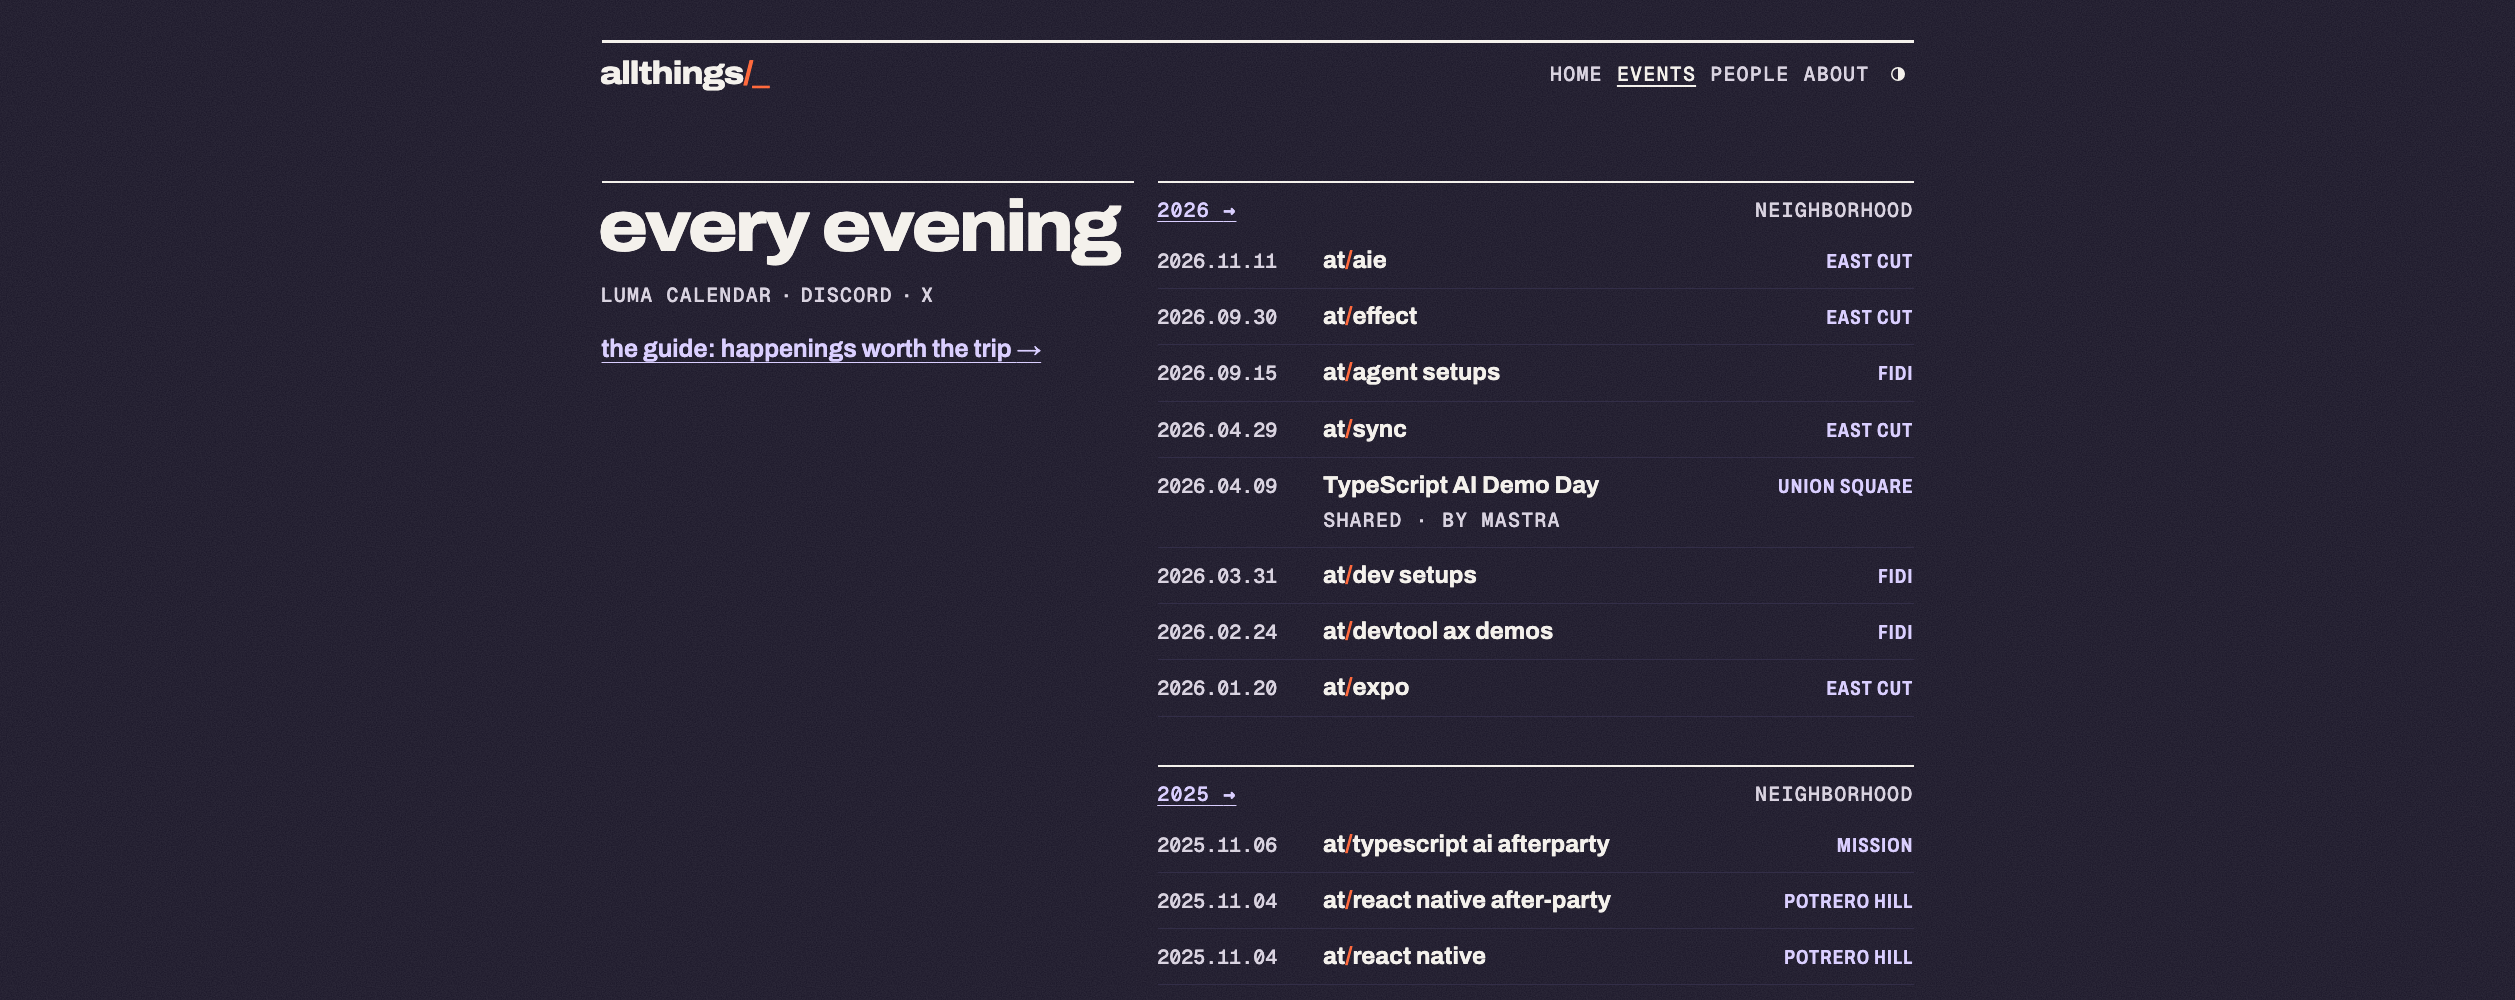 allthings/_
HOME EVENTS PEOPLE ABOUT
every evening
LUMA CALENDAR · DISCORD · X
the guide: happenings worth the trip →
2026 → NEIGHBORHOOD
2026.11.11 at/aie EAST CUT
2026.09.30 at/effect EAST CUT
2026.09.15 at/agent setups FIDI
2026.04.29 at/sync EAST CUT
2026.04.09 TypeScript AI Demo Day UNION SQUARE
SHARED · BY MASTRA
2026.03.31 at/dev setups FIDI
2026.02.24 at/devtool ax demos FIDI
2026.01.20 at/expo EAST CUT
2025 → NEIGHBORHOOD
2025.11.06 at/typescript ai afterparty MISSION
2025.11.04 at/react native after-party POTRERO HILL
2025.11.04 at/react native POTRERO HILL